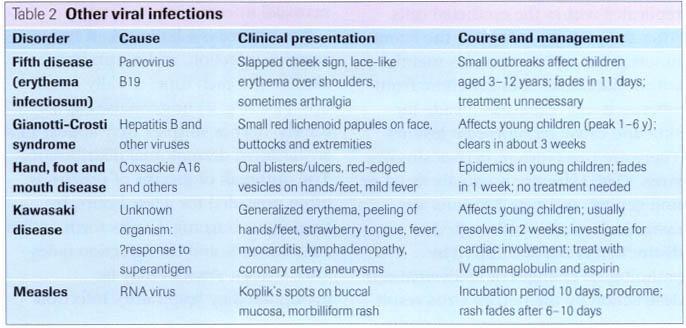 Table 2 Other viral infections
Disorder Cause Clinical presentation Course and management
Fifth disease Parvovirus Slapped cheek sign, lace-like Small outbreaks affect children
(erythema B19 erythema over shoulders, aged 3–12 years; fades in 11 days;
infectiosum) sometimes arthralgia treatment unnecessary
Gianotti-Crosti Hepatitis B and Small red lichenoid papules on face, Affects young children (peak 1–6 y);
syndrome other viruses buttocks and extremities clears in about 3 weeks
Hand, foot and Coxsackie A16 Oral blisters/ulcers, red-edged Epidemics in young children; fades
mouth disease and others vesicles on hands/feet, mild fever in 1 week; no treatment needed
Kawasaki Unknown Generalized erythema, peeling of Affects young children; usually
disease organism: hands/feet, strawberry tongue, fever, resolves in 2 weeks; investigate for
?response to myocarditis, lymphadenopathy, cardiac involvement; treat with
superantigen coronary artery aneurysms IV gammaglobulin and aspirin
Measles RNA virus Koplik's spots on buccal Incubation period 10 days, prodrome;
mucosa, morbilliform rash rash fades after 6–10 days